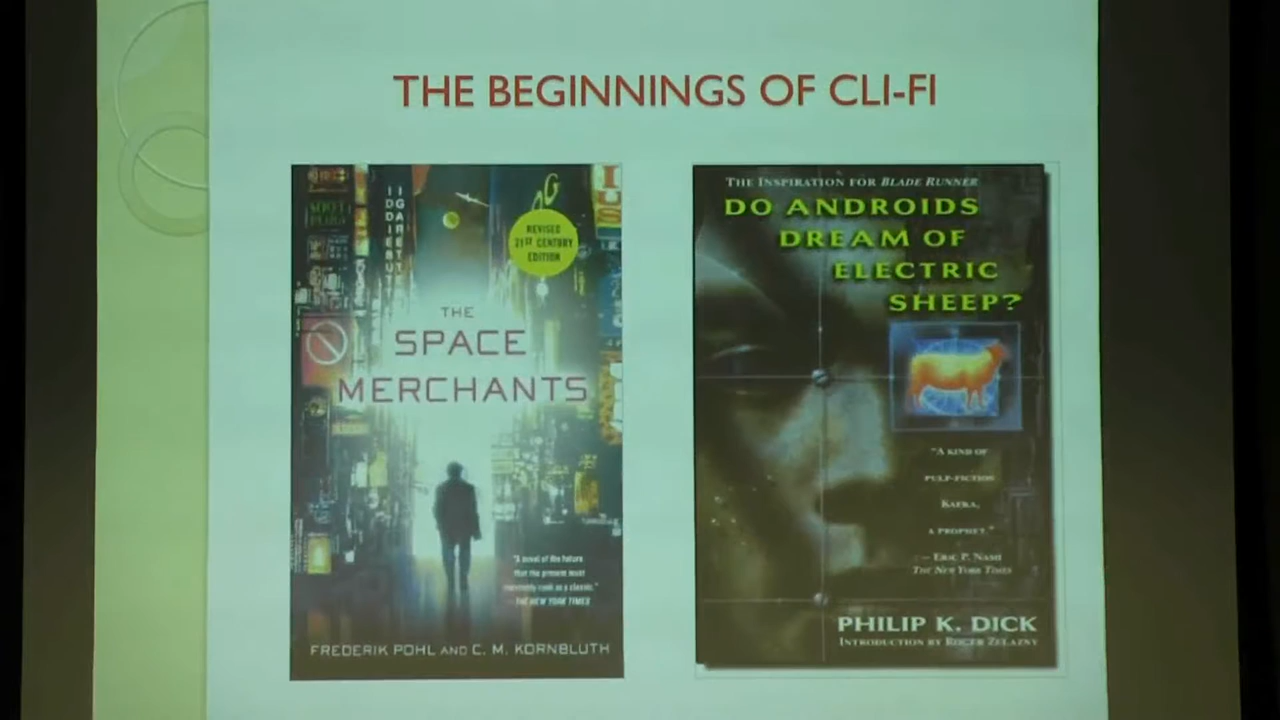 THE BEGINNINGS OF CLI-FI
REVISED
21ST CENTURY
EDITION
THE
SPACE
MERCHANTS
"A novel of the future
that the present must
rank as a classic."
THE NEW YORK TIMES
FREDERIK POHL AND C. M. KORNBLUTH
THE INSPIRATION FOR BLADE RUNNER
DO ANDROIDS
DREAM OF
ELECTRIC
SHEEP?
"A KIND OF
PULP-FICTION
KAFKA,
A PROPHET."
— ERIC P. NASH
THE NEW YORK TIMES
PHILIP K. DICK
INTRODUCTION BY ROGER ZELAZNY